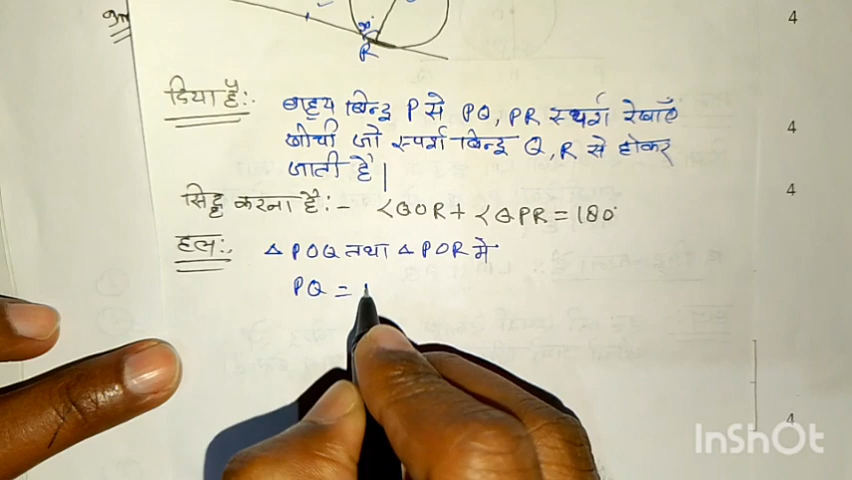 R
दिया है:-
बाह्य बिन्दु P से PQ, PR स्पर्श रेखाएँ
खींची जो स्पर्श बिन्दु Q, R से होकर
जाती है।
सिद्ध करना है:- <QOR + <QPR = 180°
हल:-
△ POQ तथा △ POR मे
PQ =
4
4
4
4
InShOt